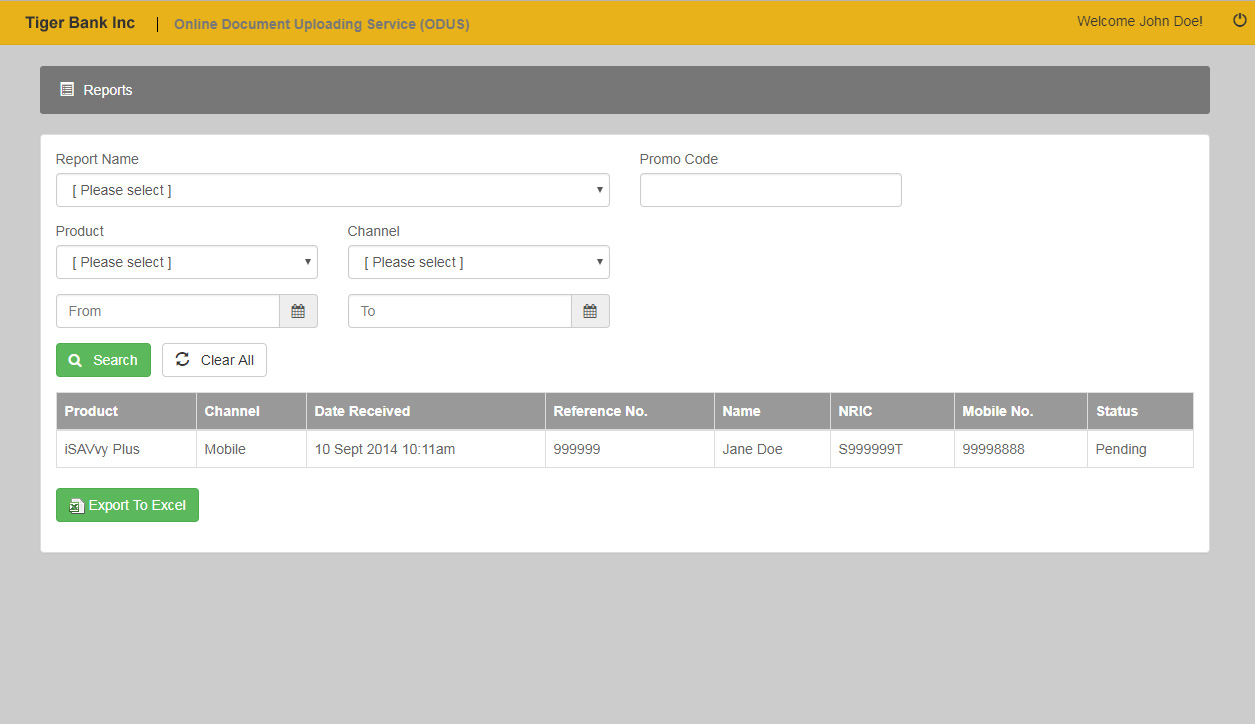 Tiger Bank Inc | Online Document Uploading Service (ODUS) Welcome John Doe!
Reports
Report Name Promo Code
[ Please select ]
Product Channel
[ Please select ] [ Please select ]
From To
Search Clear All
Product Channel Date Received Reference No. Name NRIC Mobile No. Status
iSAVvy Plus Mobile 10 Sept 2014 10:11am 999999 Jane Doe S999999T 99998888 Pending
Export To Excel